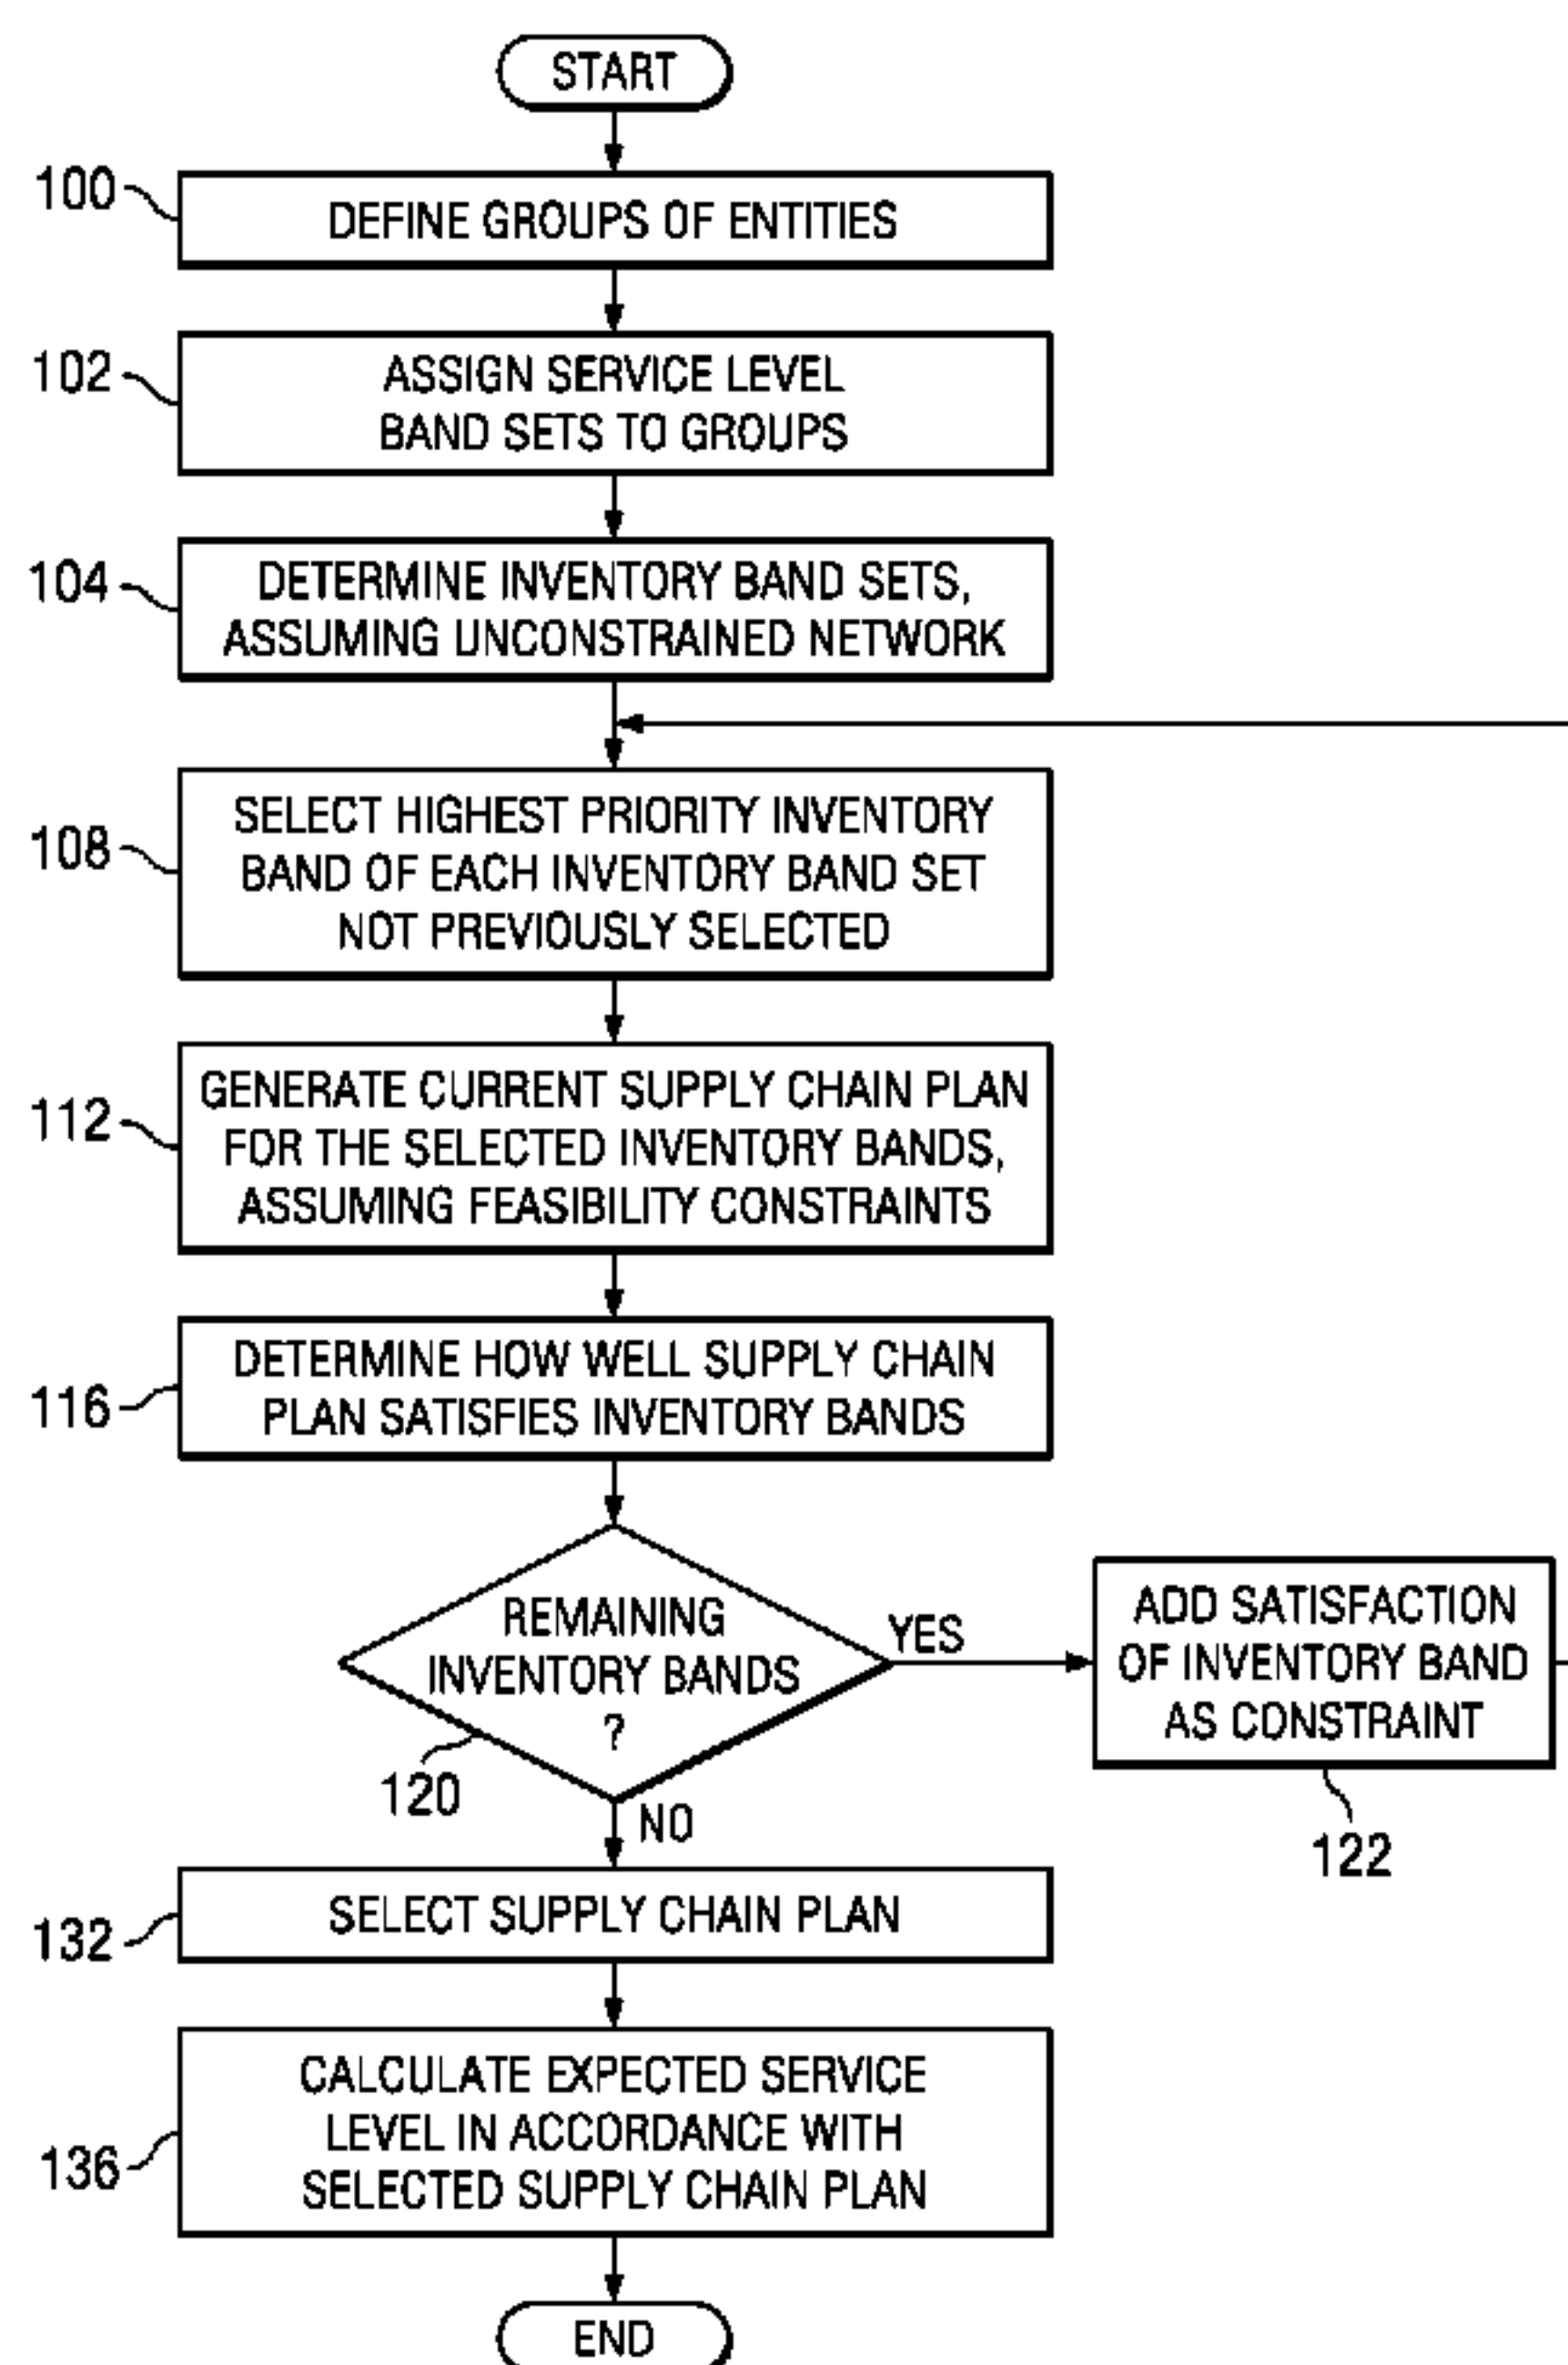 START
100
DEFINE GROUPS OF ENTITIES
102
ASSIGN SERVICE LEVEL
BAND SETS TO GROUPS
104
DETERMINE INVENTORY BAND SETS,
ASSUMING UNCONSTRAINED NETWORK
108
SELECT HIGHEST PRIORITY INVENTORY
BAND OF EACH INVENTORY BAND SET
NOT PREVIOUSLY SELECTED
112
GENERATE CURRENT SUPPLY CHAIN PLAN
FOR THE SELECTED INVENTORY BANDS,
ASSUMING FEASIBILITY CONSTRAINTS
116
DETERMINE HOW WELL SUPPLY CHAIN
PLAN SATISFIES INVENTORY BANDS
REMAINING
INVENTORY BANDS
?
120
YES
ADD SATISFACTION
OF INVENTORY BAND
AS CONSTRAINT
122
NO
132
SELECT SUPPLY CHAIN PLAN
136
CALCULATE EXPECTED SERVICE
LEVEL IN ACCORDANCE WITH
SELECTED SUPPLY CHAIN PLAN
END